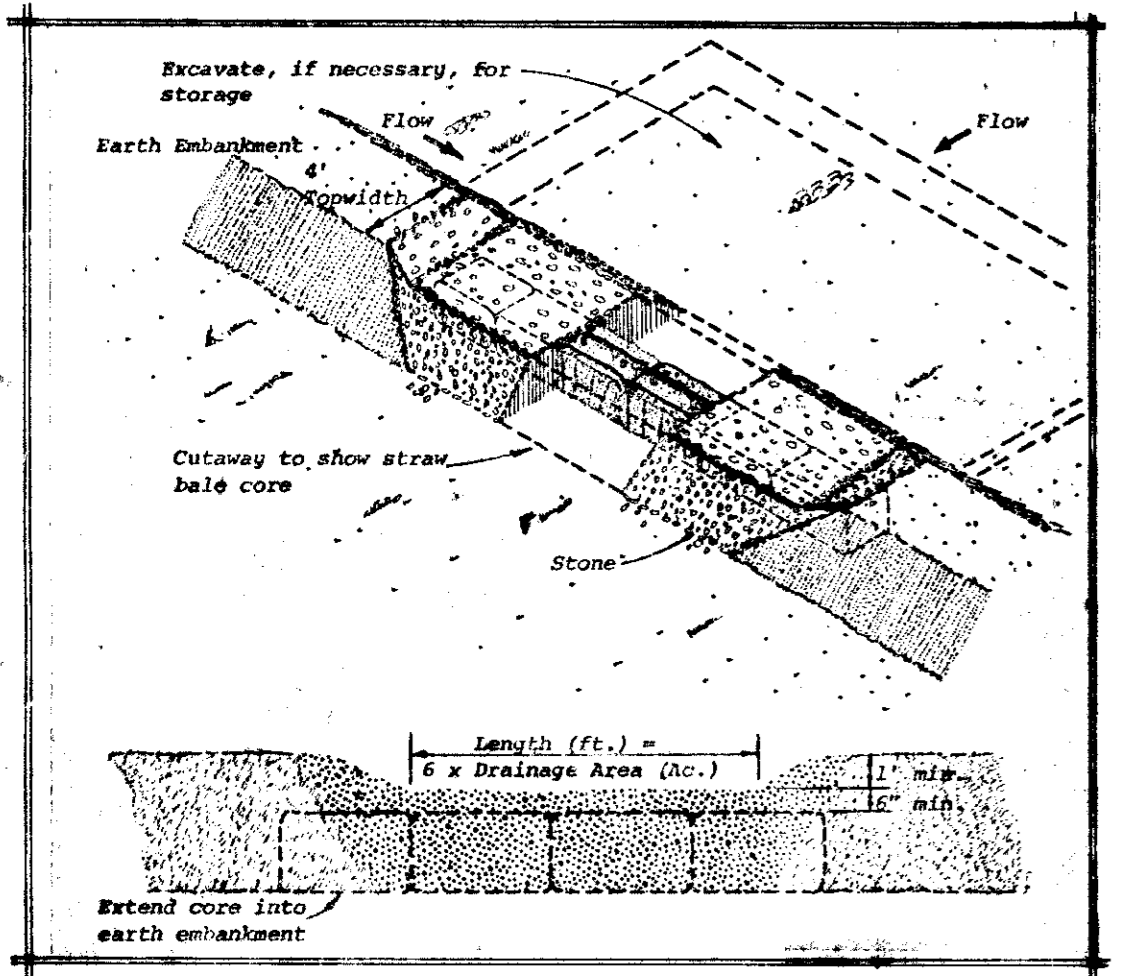 Excavate, if necessary, for
storage
Flow
Flow
Earth Embankment
4'
Topwidth
Cutaway to show straw
bale core
Stone
Length (ft.) =
6 x Drainage Area (Ac.)
1' min.
6" min.
Extend core into
earth embankment